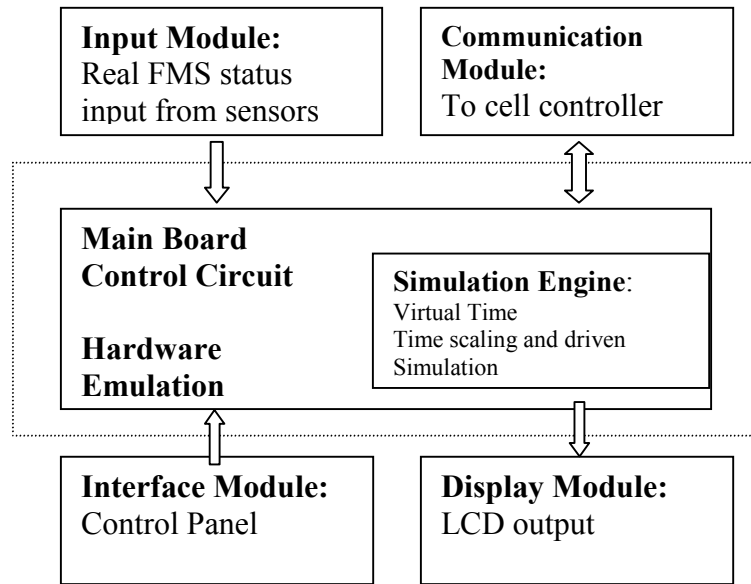 Input Module:
Real FMS status
input from sensors
Communication
Module:
To cell controller
Main Board
Control Circuit
Hardware
Emulation
Simulation Engine:
Virtual Time
Time scaling and driven
Simulation
Interface Module:
Control Panel
Display Module:
LCD output